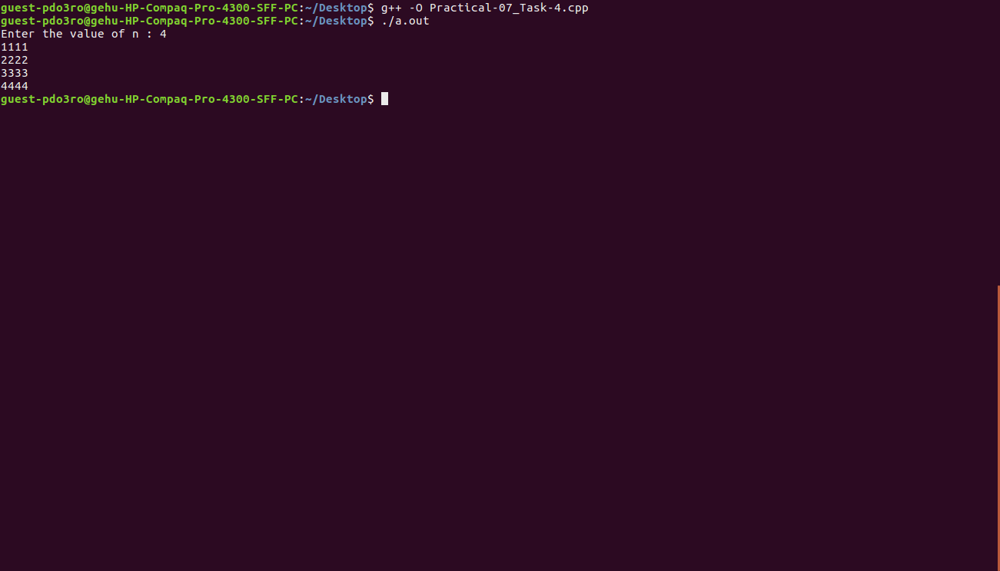 guest-pdo3ro@gehu-HP-Compaq-Pro-4300-SFF-PC:~/Desktop$ g++ -O Practical-07_Task-4.cpp
guest-pdo3ro@gehu-HP-Compaq-Pro-4300-SFF-PC:~/Desktop$ ./a.out
Enter the value of n : 4
1111
2222
3333
4444
guest-pdo3ro@gehu-HP-Compaq-Pro-4300-SFF-PC:~/Desktop$